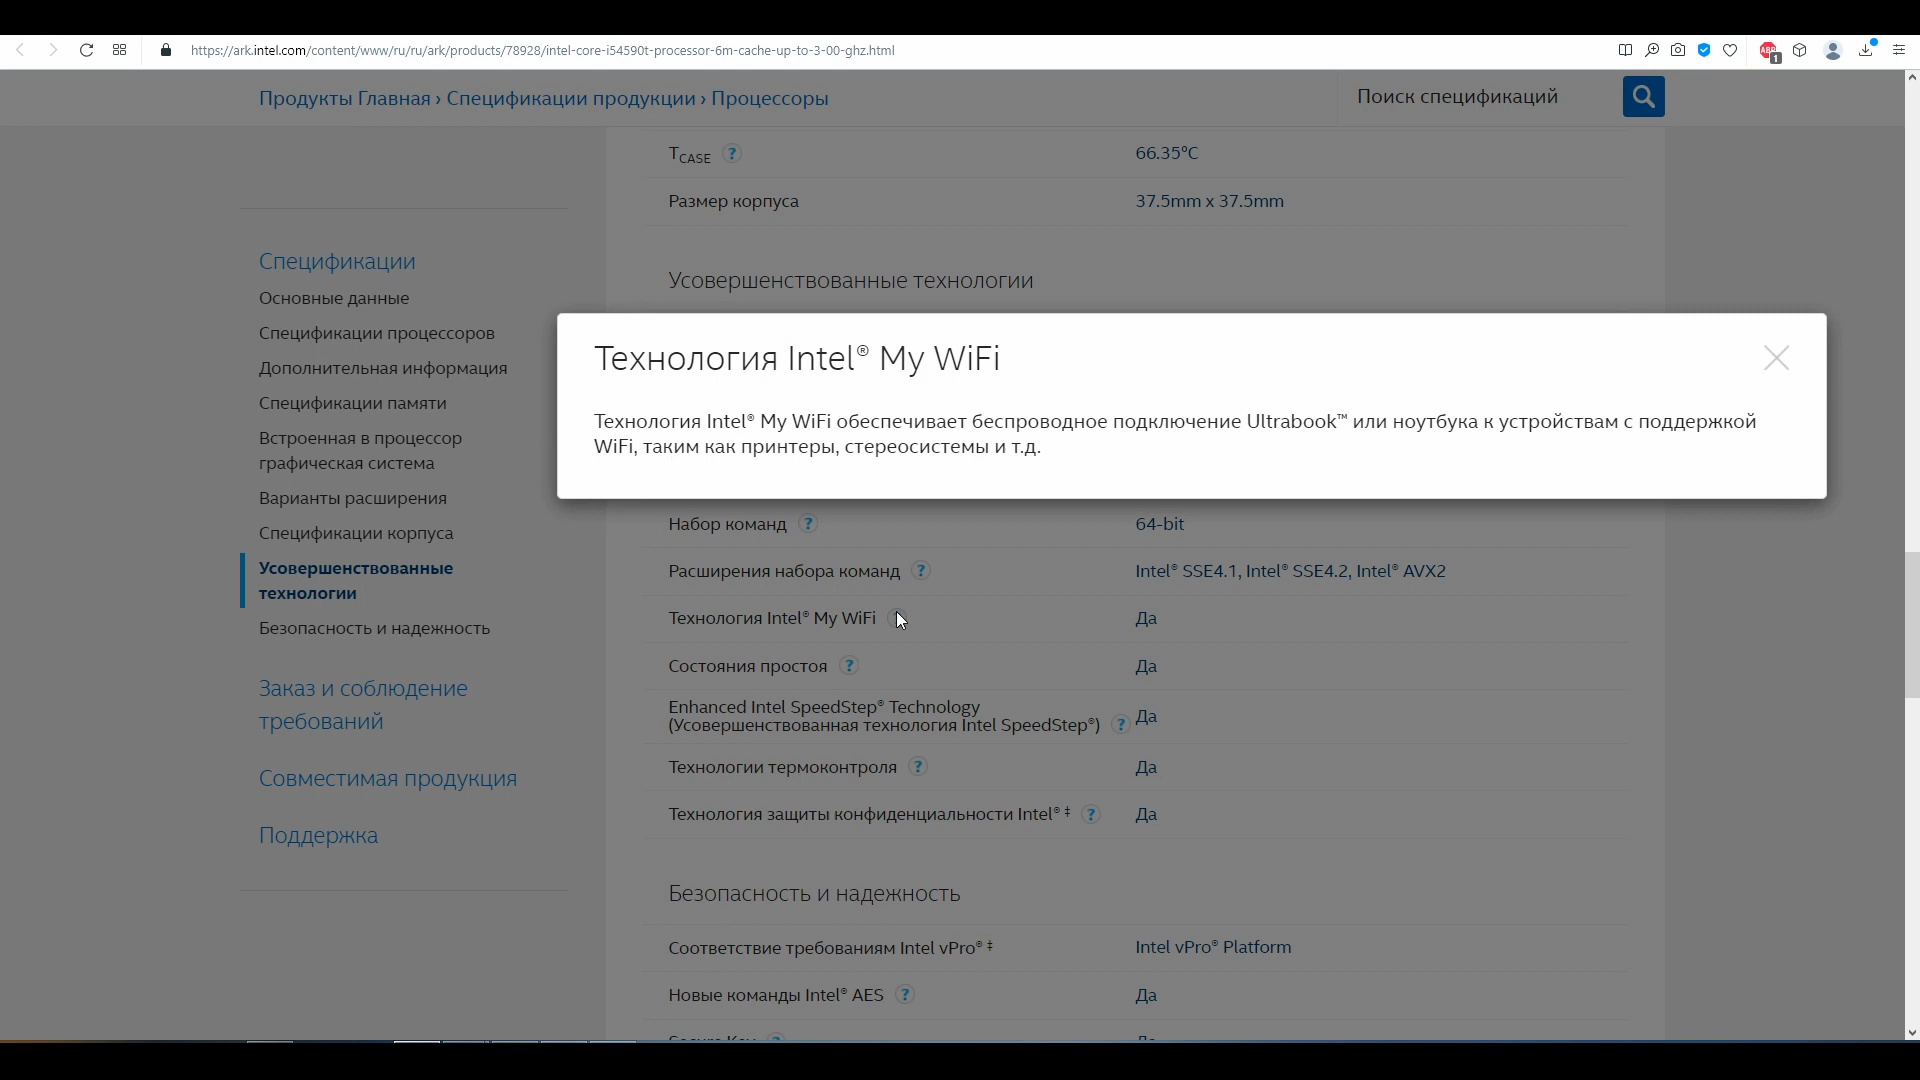 https://ark.intel.com/content/www/ru/ru/ark/products/78928/intel-core-i54590t-processor-6m-cache-up-to-3-00-ghz.html
ABP
1
Продукты Главная › Спецификации продукции › Процессоры
Поиск спецификаций
TCASE ?
66.35°C
Размер корпуса
37.5mm x 37.5mm
Усовершенствованные технологии
Спецификации
Основные данные
Спецификации процессоров
Дополнительная информация
Спецификации памяти
Встроенная в процессор
графическая система
Варианты расширения
Спецификации корпуса
Усовершенствованные
технологии
Безопасность и надежность
Заказ и соблюдение
требований
Совместимая продукция
Поддержка
Технология Intel® My WiFi
Технология Intel® My WiFi обеспечивает беспроводное подключение Ultrabook™ или ноутбука к устройствам с поддержкой
WiFi, таким как принтеры, стереосистемы и т.д.
Набор команд ?
64-bit
Расширения набора команд ?
Intel® SSE4.1, Intel® SSE4.2, Intel® AVX2
Технология Intel® My WiFi
Да
Состояния простоя ?
Да
Enhanced Intel SpeedStep® Technology
(Усовершенствованная технология Intel SpeedStep®) ?
Да
Технологии термоконтроля ?
Да
Технология защиты конфиденциальности Intel® ‡ ?
Да
Безопасность и надежность
Соответствие требованиям Intel vPro® ‡
Intel vPro® Platform
Новые команды Intel® AES ?
Да
Secure Key ?
Да